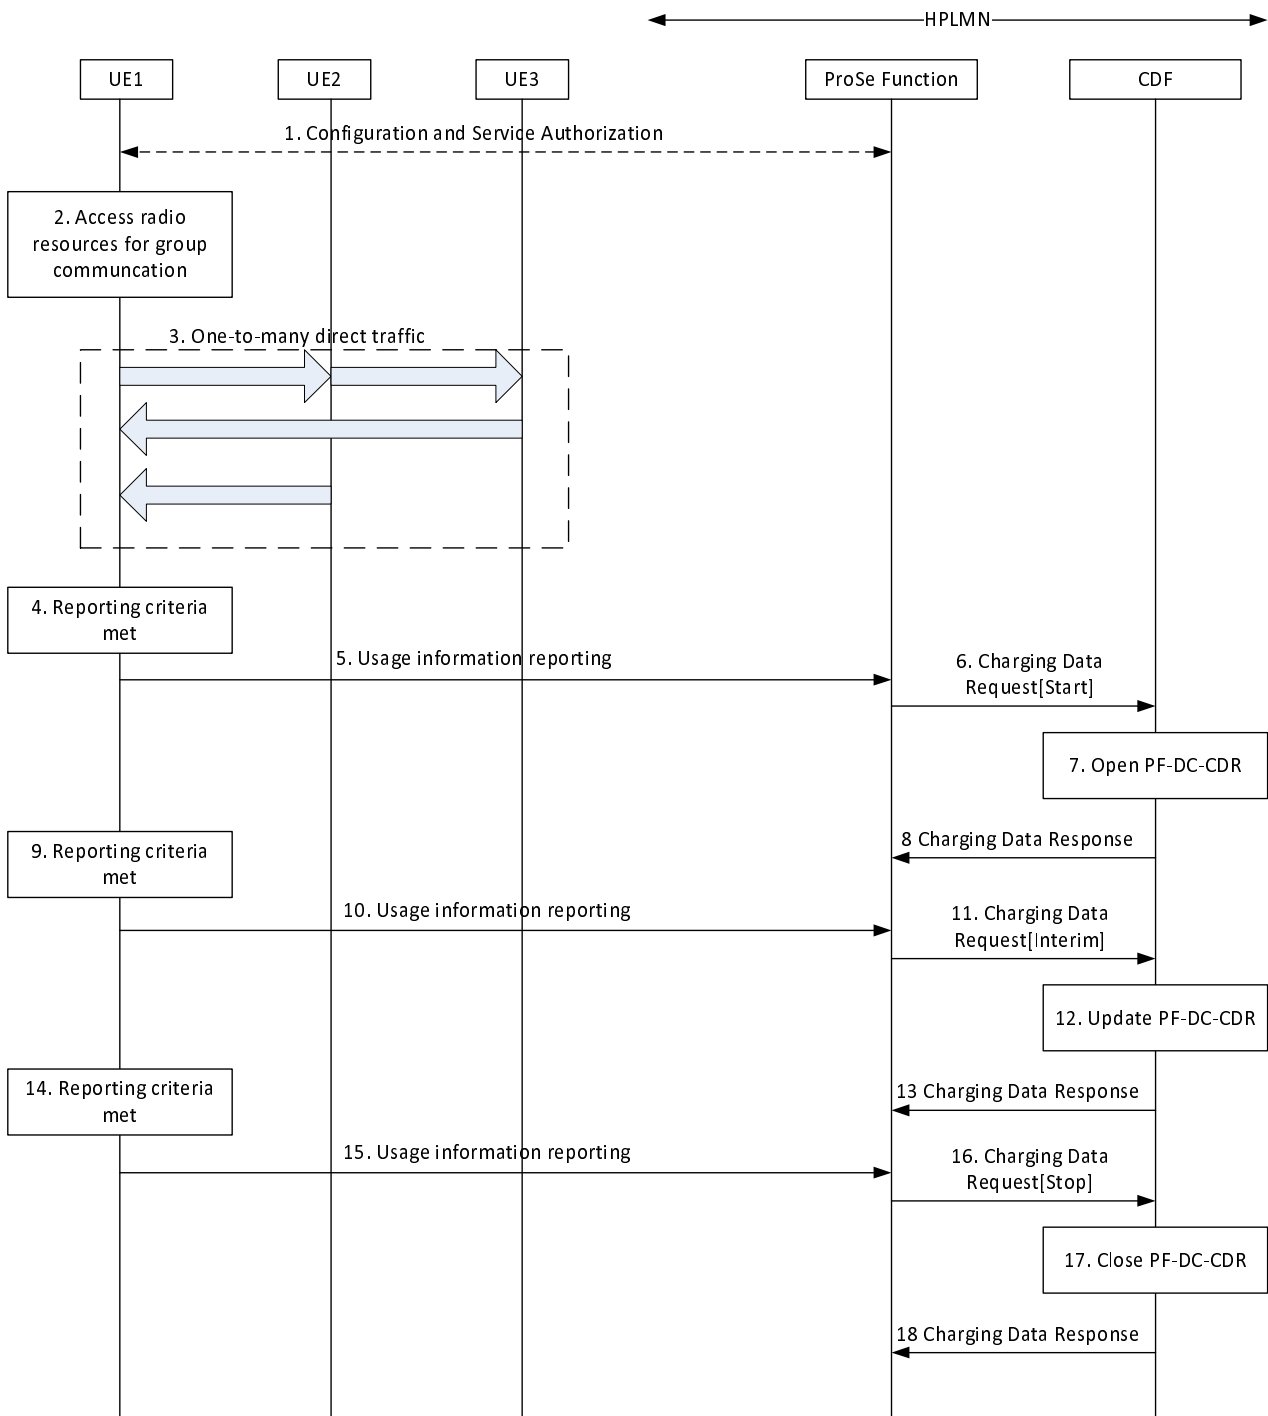 HPLMN
UE1
UE2
UE3
ProSe Function
CDF
1. Configuration and Service Authorization
2. Access radio
resources for group
communcation
3. One-to-many direct traffic
4. Reporting criteria
met
5. Usage information reporting
6. Charging Data
Request[Start]
7. Open PF-DC-CDR
8 Charging Data Response
9. Reporting criteria
met
10. Usage information reporting
11. Charging Data
Request[Interim]
12. Update PF-DC-CDR
13 Charging Data Response
14. Reporting criteria
met
15. Usage information reporting
16. Charging Data
Request[Stop]
17. Close PF-DC-CDR
18 Charging Data Response